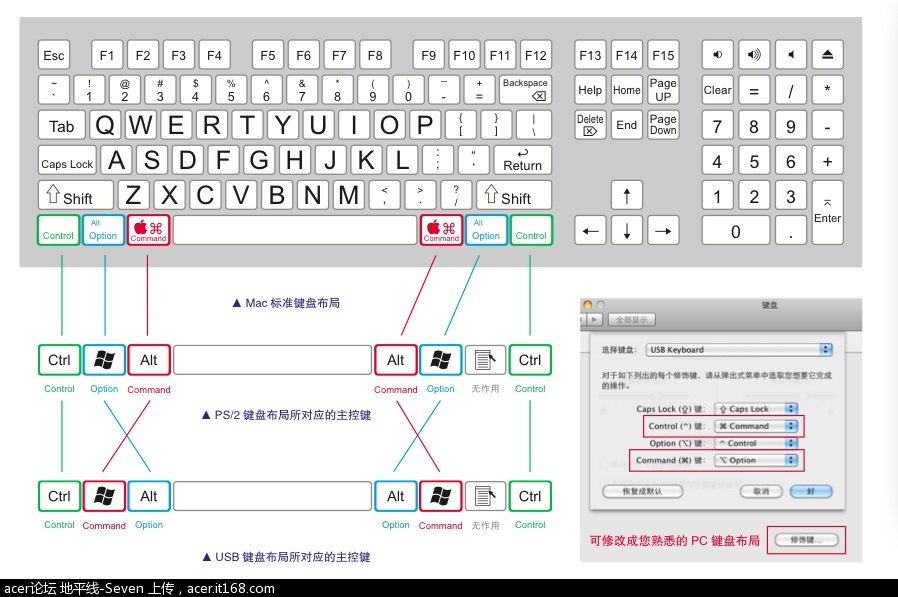 Esc F1 F2 F3 F4 F5 F6 F7 F8 F9 F10 F11 F12 F13 F14 F15
~ ` ! 1 @ 2 # 3 $ 4 % 5 ^ 6 & 7 * 8 ( 9 ) 0 — - + = Backspace Help Home Page UP Clear = / *
Tab Q W E R T Y U I O P { [ } ] | \ Delete End Page Down 7 8 9 -
Caps Lock A S D F G H J K L : ; " ' Return 4 5 6 +
Shift Z X C V B N M < , > . ? / Shift 1 2 3 Enter
Control Alt Option ⌘ Command ⌘ Command Alt Option Control ← ↓ → ↑ 0 .
▲ Mac 标准键盘布局
Ctrl Alt Alt Ctrl
Control Option Command Command Option 无作用 Control
▲ PS/2 键盘布局所对应的主控键
Ctrl Alt Alt Ctrl
Control Command Option Option Command 无作用 Control
▲ USB 键盘布局所对应的主控键
键盘
全部显示
选择键盘: USB Keyboard
对于如下列出的每个修饰键，请从弹出式菜单中选取您想要它完成
的操作。
Caps Lock (⇪) 键: ⇪ Caps Lock
Control (^) 键: ⌘ Command
Option (⌥) 键: ^ Control
Command (⌘) 键: ⌥ Option
恢复成默认 取消 好
可修改成您熟悉的 PC 键盘布局 修饰键...
acer论坛 地平线-Seven 上传，acer.it168.com